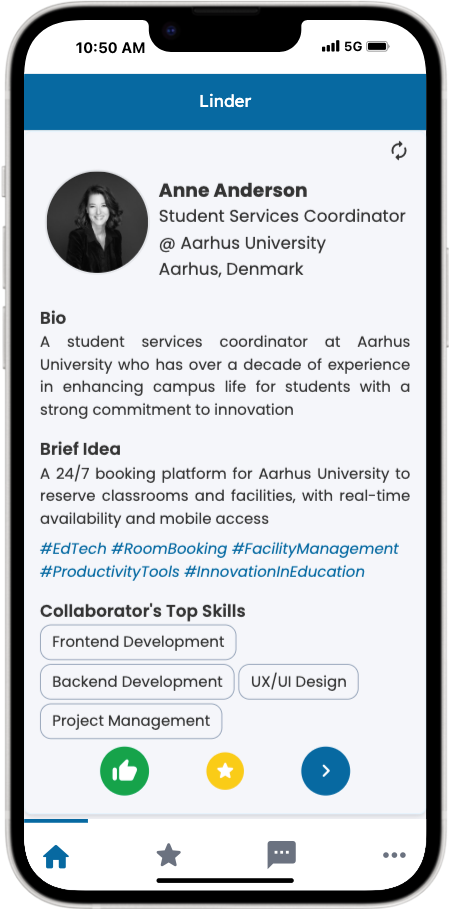 10:50 AM
5G
Linder
Anne Anderson
Student Services Coordinator
@ Aarhus University
Aarhus, Denmark
Bio
A student services coordinator at Aarhus
University who has over a decade of experience
in enhancing campus life for students with a
strong commitment to innovation
Brief Idea
A 24/7 booking platform for Aarhus University to
reserve classrooms and facilities, with real-time
availability and mobile access
#EdTech #RoomBooking #FacilityManagement
#ProductivityTools #InnovationInEducation
Collaborator's Top Skills
Frontend Development
Backend Development UX/UI Design
Project Management